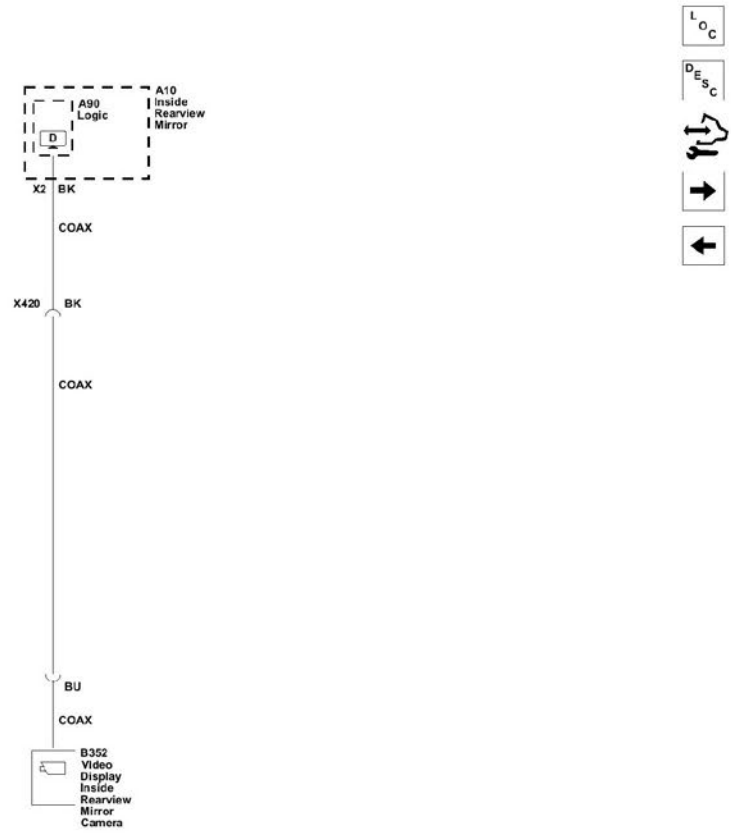 LOC
DESC
A10
Inside
Rearview
Mirror
A90
Logic
D
X2 BK
COAX
X420 BK
COAX
BU
COAX
B352
Video
Display
Inside
Rearview
Mirror
Camera